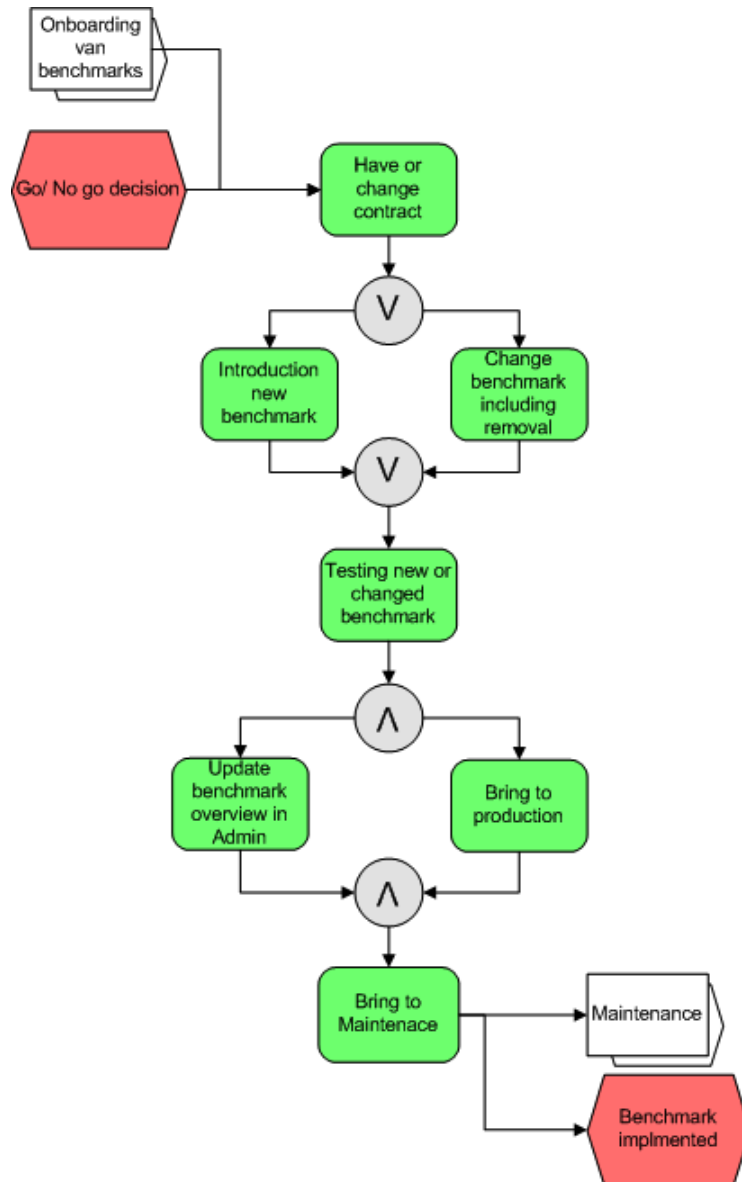 Onboarding
van
benchmarks
Go/ No go decision
Have or
change
contract
V
Introduction
new
benchmark
Change
benchmark
including
removal
V
Testing new or
changed
benchmark
Λ
Update
benchmark
overview in
Admin
Bring to
production
Λ
Bring to
Maintenace
Maintenance
Benchmark
implmented